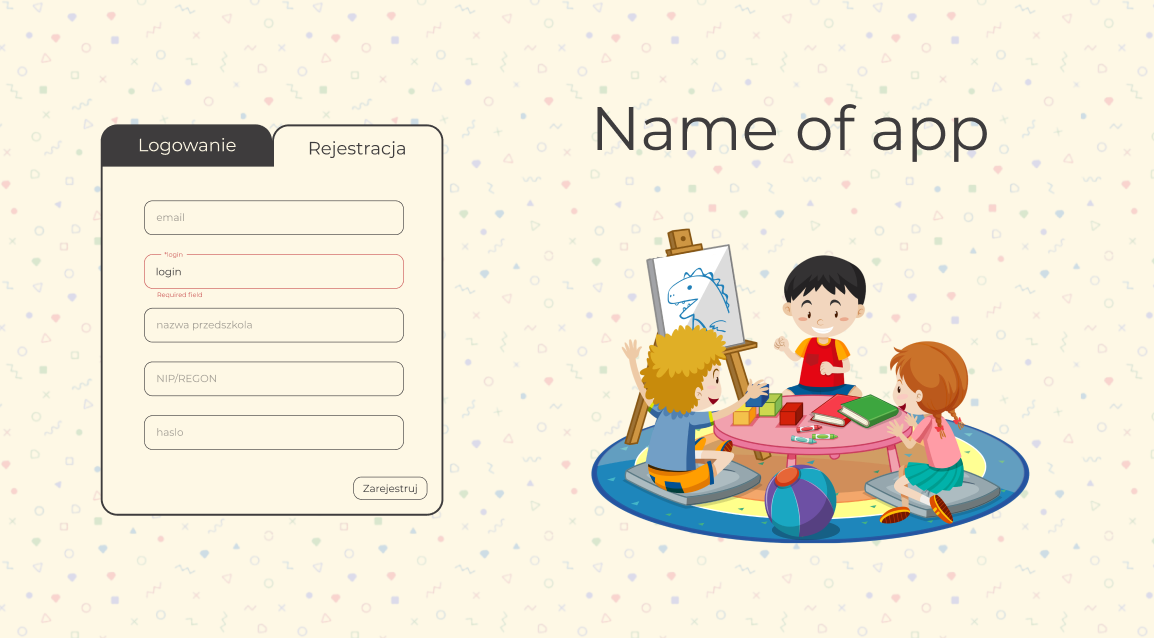 Logowanie
Rejestracja
email
*login
login
Required field
nazwa przedszkola
NIP/REGON
haslo
Zarejestruj
Name of app